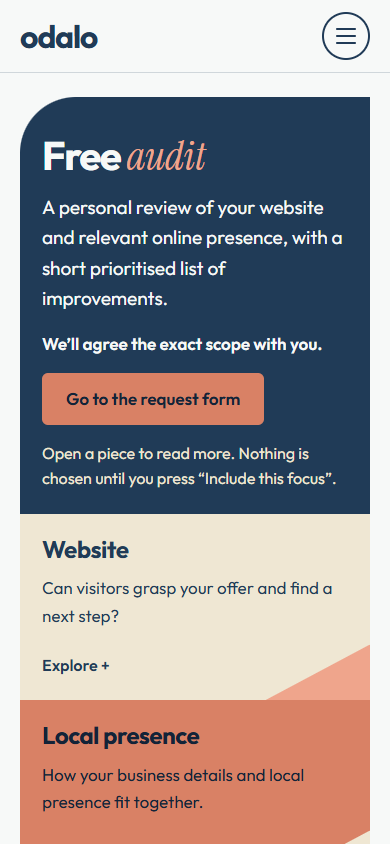 odalo
Free audit
A personal review of your website
and relevant online presence, with a
short prioritised list of
improvements.
We’ll agree the exact scope with you.
Go to the request form
Open a piece to read more. Nothing is
chosen until you press “Include this focus”.
Website
Can visitors grasp your offer and find a
next step?
Explore +
Local presence
How your business details and local
presence fit together.